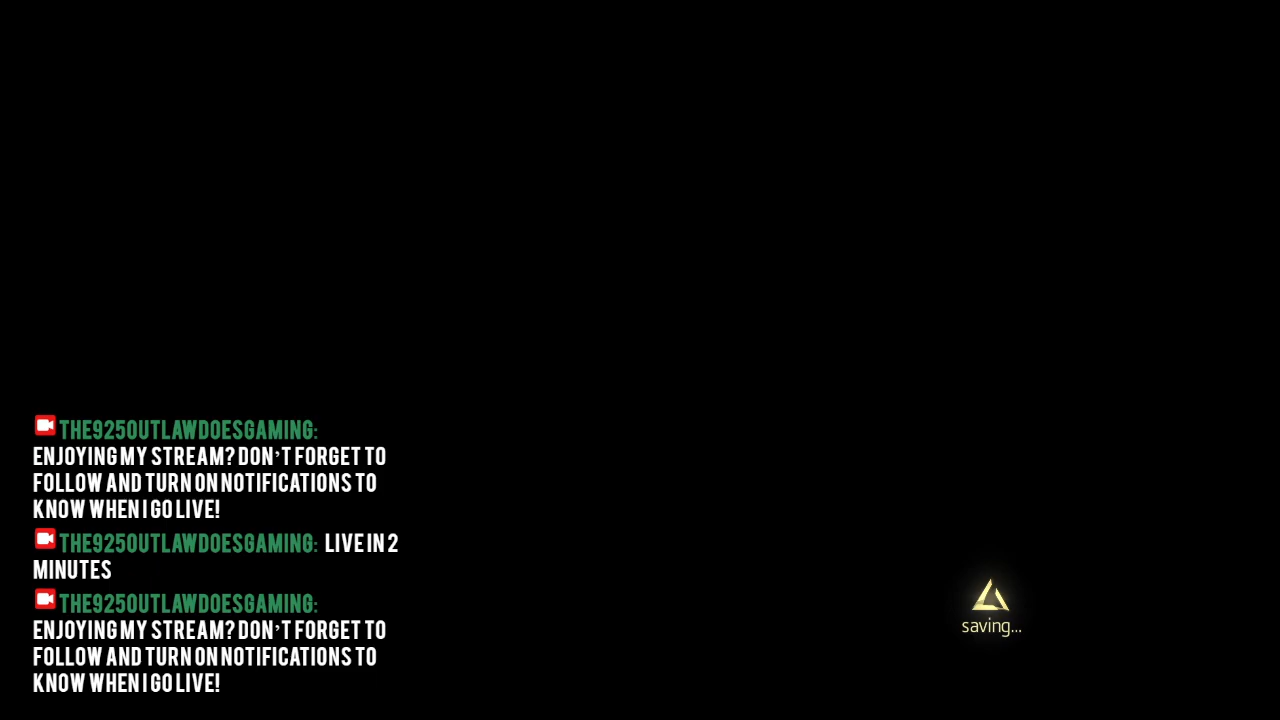 THE925OUTLAWDOESGAMING:
ENJOYING MY STREAM? DON'T FORGET TO
FOLLOW AND TURN ON NOTIFICATIONS TO
KNOW WHEN I GO LIVE!
THE925OUTLAWDOESGAMING: LIVE IN 2
MINUTES
THE925OUTLAWDOESGAMING:
ENJOYING MY STREAM? DON'T FORGET TO
FOLLOW AND TURN ON NOTIFICATIONS TO
KNOW WHEN I GO LIVE!
saving...